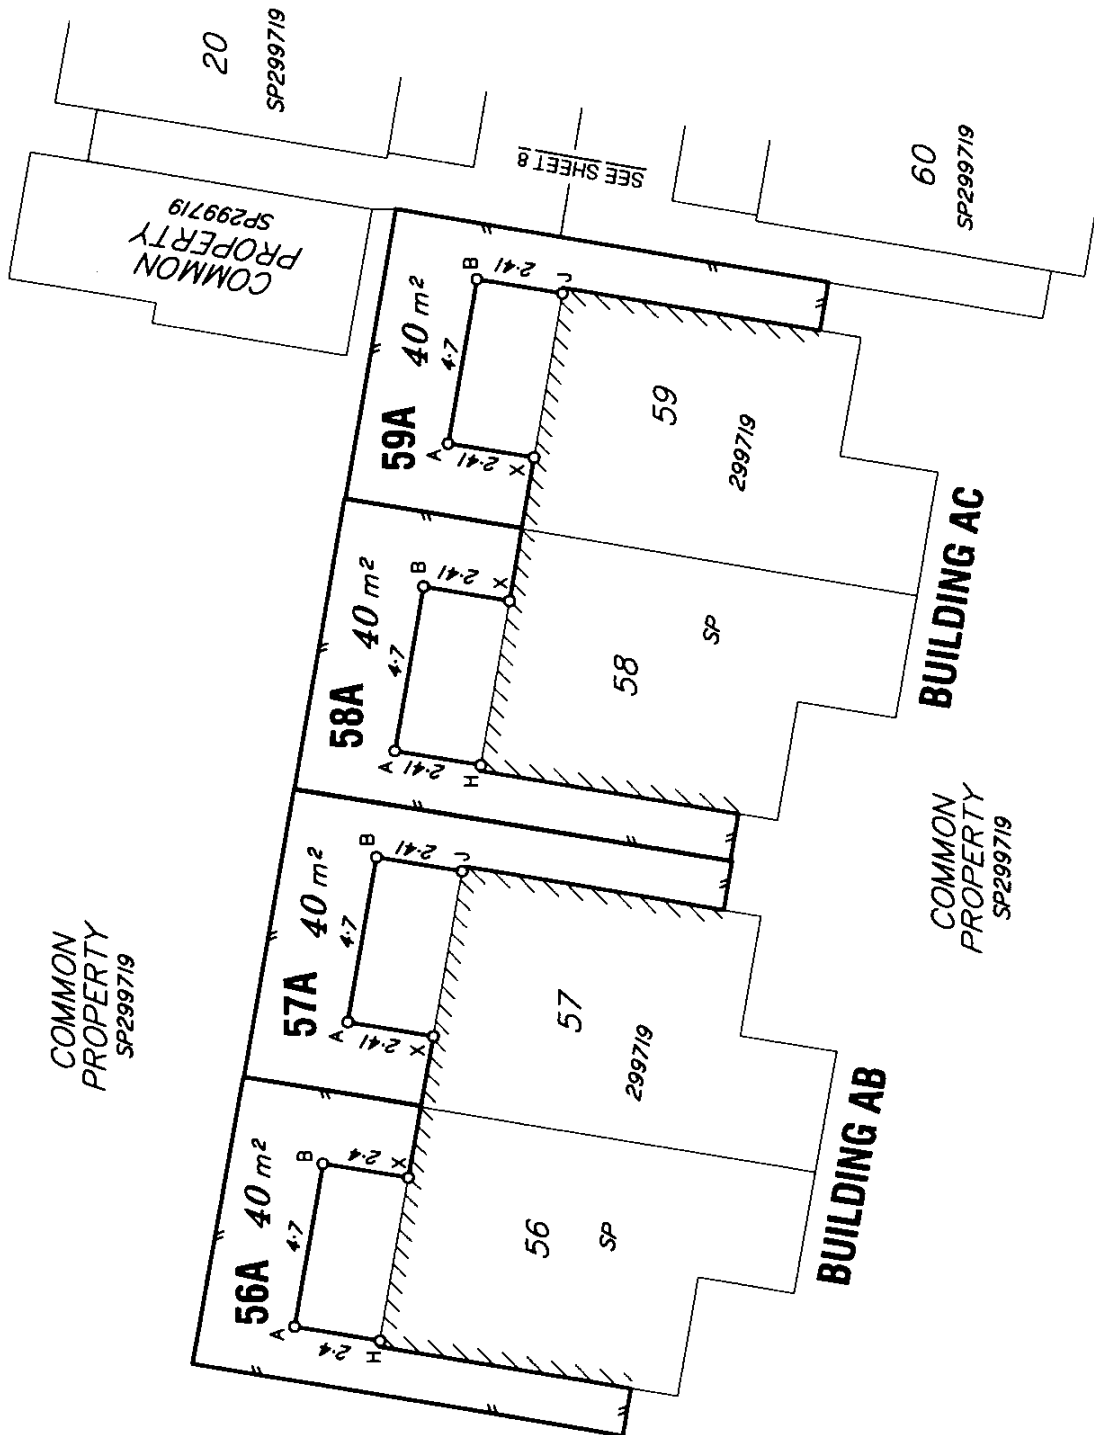 20
SP299719
COMMON
PROPERTY
SP299719
SEE SHEET 8
60
SP299719
59A
40 m²
4·7
2·41
2·41
A
B
X
J
59
299719
58A
40 m²
4·7
2·41
2·41
A
B
H
X
58
SP
BUILDING AC
57A
40 m²
4·7
2·41
2·41
A
B
X
J
57
299719
56A
40 m²
4·7
2·4
2·4
A
B
H
X
56
SP
BUILDING AB
COMMON
PROPERTY
SP299719
COMMON
PROPERTY
SP299719